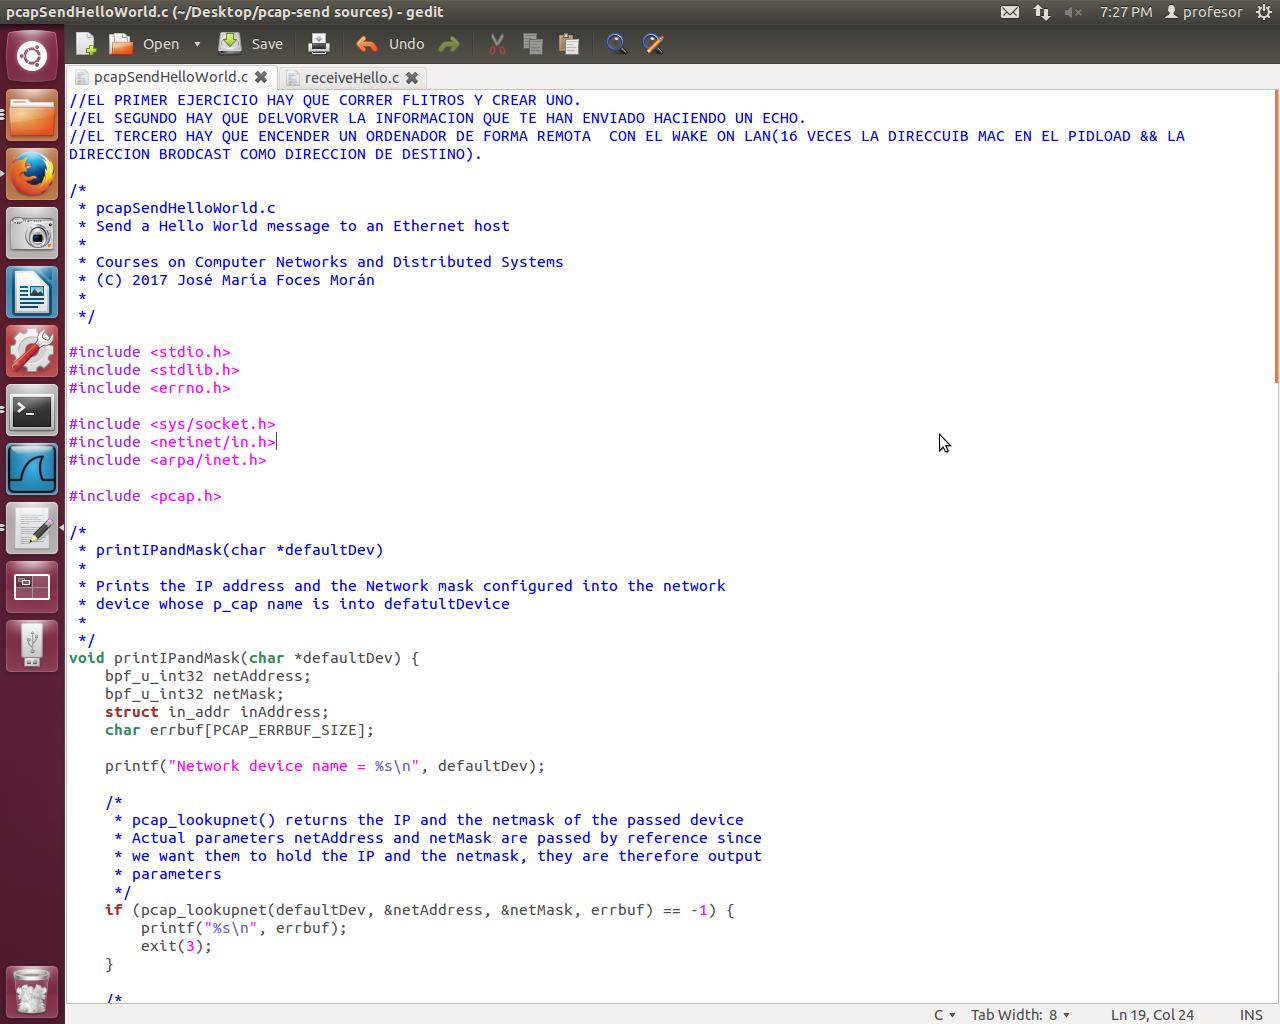 pcapSendHelloWorld.c (~/Desktop/pcap-send sources) - gedit
7:27 PM profesor
Open Save Undo
pcapSendHelloWorld.c receiveHello.c
//EL PRIMER EJERCICIO HAY QUE CORRER FLITROS Y CREAR UNO.
//EL SEGUNDO HAY QUE DELVORVER LA INFORMACION QUE TE HAN ENVIADO HACIENDO UN ECHO.
//EL TERCERO HAY QUE ENCENDER UN ORDENADOR DE FORMA REMOTA  CON EL WAKE ON LAN(16 VECES LA DIRECCUIB MAC EN EL PIDLOAD && LA
DIRECCION BRODCAST COMO DIRECCION DE DESTINO).
/*
 * pcapSendHelloWorld.c
 * Send a Hello World message to an Ethernet host
 *
 * Courses on Computer Networks and Distributed Systems
 * (C) 2017 José María Foces Morán
 *
 */
#include <stdio.h>
#include <stdlib.h>
#include <errno.h>
#include <sys/socket.h>
#include <netinet/in.h>
#include <arpa/inet.h>
#include <pcap.h>
/*
 * printIPandMask(char *defaultDev)
 *
 * Prints the IP address and the Network mask configured into the network
 * device whose p_cap name is into defatultDevice
 *
 */
void printIPandMask(char *defaultDev) {
    bpf_u_int32 netAddress;
    bpf_u_int32 netMask;
    struct in_addr inAddress;
    char errbuf[PCAP_ERRBUF_SIZE];
    printf("Network device name = %s\n", defaultDev);
    /*
     * pcap_lookupnet() returns the IP and the netmask of the passed device
     * Actual parameters netAddress and netMask are passed by reference since
     * we want them to hold the IP and the netmask, they are therefore output
     * parameters
     */
    if (pcap_lookupnet(defaultDev, &netAddress, &netMask, errbuf) == -1) {
        printf("%s\n", errbuf);
        exit(3);
    }
    /*
C Tab Width: 8 Ln 19, Col 24 INS